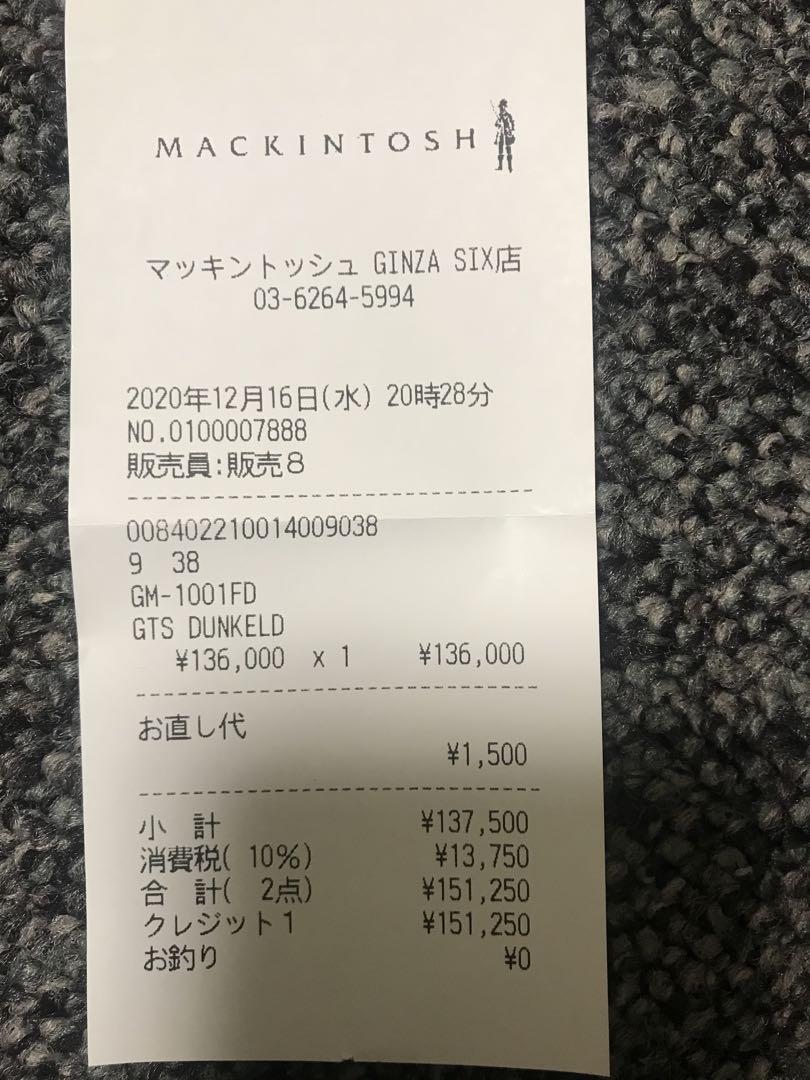 MACKINTOSH
マッキントッシュ GINZA SIX店
03-6264-5994
2020年12月16日(水) 20時28分
NO.0100007888
販売員:販売8
008402210014009038
9 38
GM-1001FD
GTS DUNKELD
¥136,000 x 1 ¥136,000
お直し代
¥1,500
小 計 ¥137,500
消費税( 10%) ¥13,750
合 計( 2点) ¥151,250
クレジット1 ¥151,250
お釣り ¥0